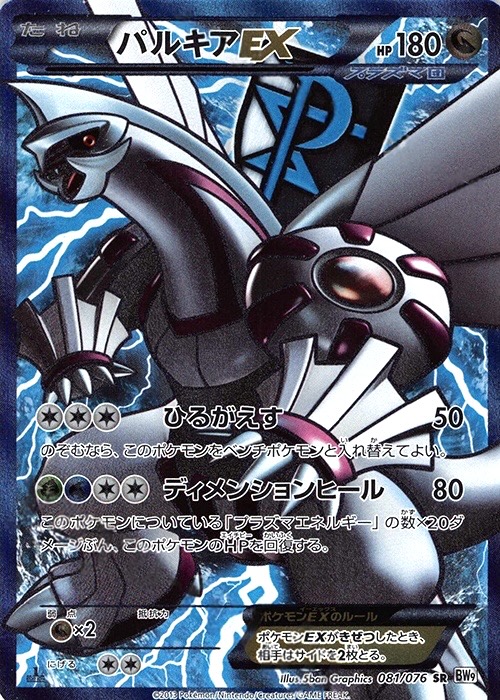 たね パルキアEX HP180
プラズマ団
ひるがえす 50
のぞむなら、このポケモンをベンチポケモンと入れ替えてよい。
ディメンションヒール 80
このポケモンについている「プラズマエネルギー」の数×20ダ
メージぶん、このポケモンのHPを回復する。
弱点 抵抗力
×2
にげる
ポケモンEXのルール
ポケモンEXがきぜつしたとき、
相手はサイドを2枚とる。
Illus. 5ban Graphics 081/076 SR BW9
©2013 Pokémon/Nintendo/Creatures/GAME FREAK.